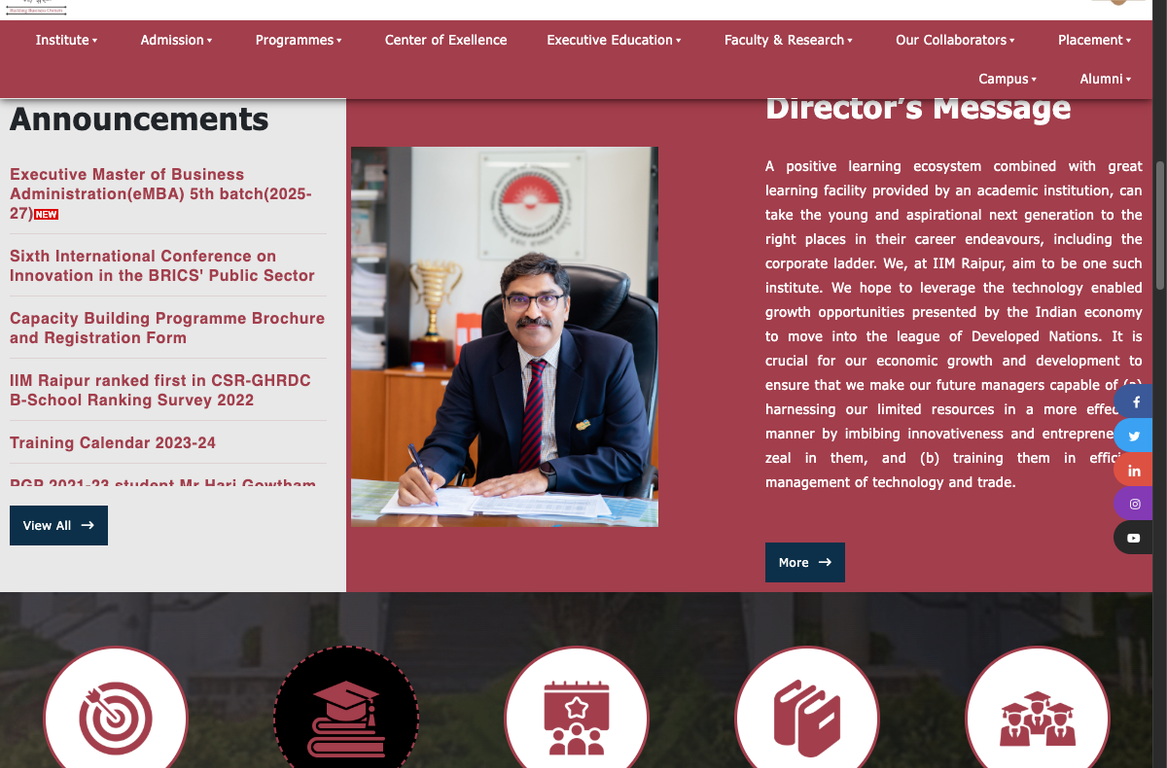 Institute
Admission
Programmes
Center of Exellence
Executive Education
Faculty & Research
Our Collaborators
Placement
Campus
Alumni
Announcements
Executive Master of Business
Administration(eMBA) 5th batch(2025-
27) NEW
Sixth International Conference on
Innovation in the BRICS' Public Sector
Capacity Building Programme Brochure
and Registration Form
IIM Raipur ranked first in CSR-GHRDC
B-School Ranking Survey 2022
Training Calendar 2023-24
PGP 2021-23 student Mr Hari Gowtham
View All
Director's Message
A positive learning ecosystem combined with great
learning facility provided by an academic institution, can
take the young and aspirational next generation to the
right places in their career endeavours, including the
corporate ladder. We, at IIM Raipur, aim to be one such
institute. We hope to leverage the technology enabled
growth opportunities presented by the Indian economy
to move into the league of Developed Nations. It is
crucial for our economic growth and development to
ensure that we make our future managers capable of (a)
harnessing our limited resources in a more effec
manner by imbibing innovativeness and entreprene
zeal in them, and (b) training them in effici
management of technology and trade.
More